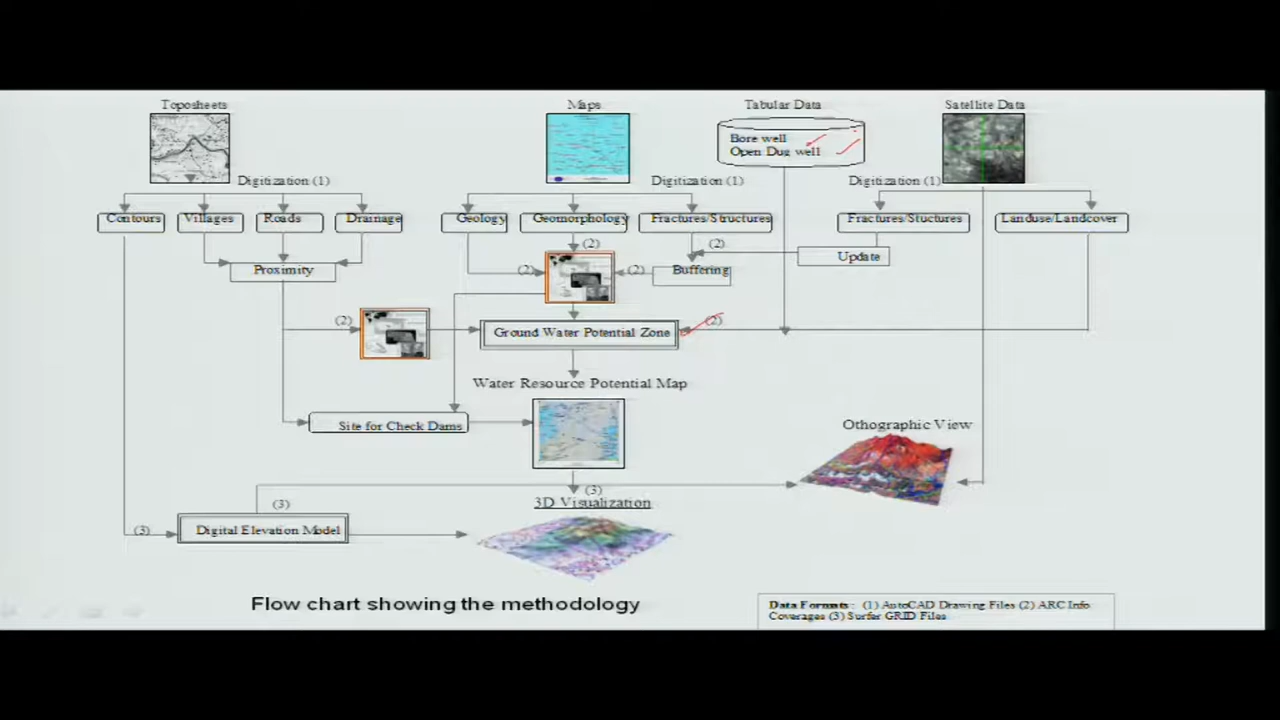 Toposheets
Maps
Tabular Data
Satellite Data
Bore well
Open Dug well
Digitization (1)
Digitization (1)
Digitization (1)
Contours
Villages
Roads
Drainage
Geology
Geomorphology
Fractures/Structures
Fractures/Stuctures
Landuse/Landcover
(2)
(2)
Update
Proximity
(2)
(2)
Buffering
(2)
Ground Water Potential Zone
(2)
Water Resource Potential Map
Site for Check Dams
Othographic View
(3)
(3)
3D Visualization
(3)
Digital Elevation Model
Flow chart showing the methodology
Data Formats : (1) AutoCAD Drawing Files (2) ARC Info
Coverages (3) Surfer GRID Files